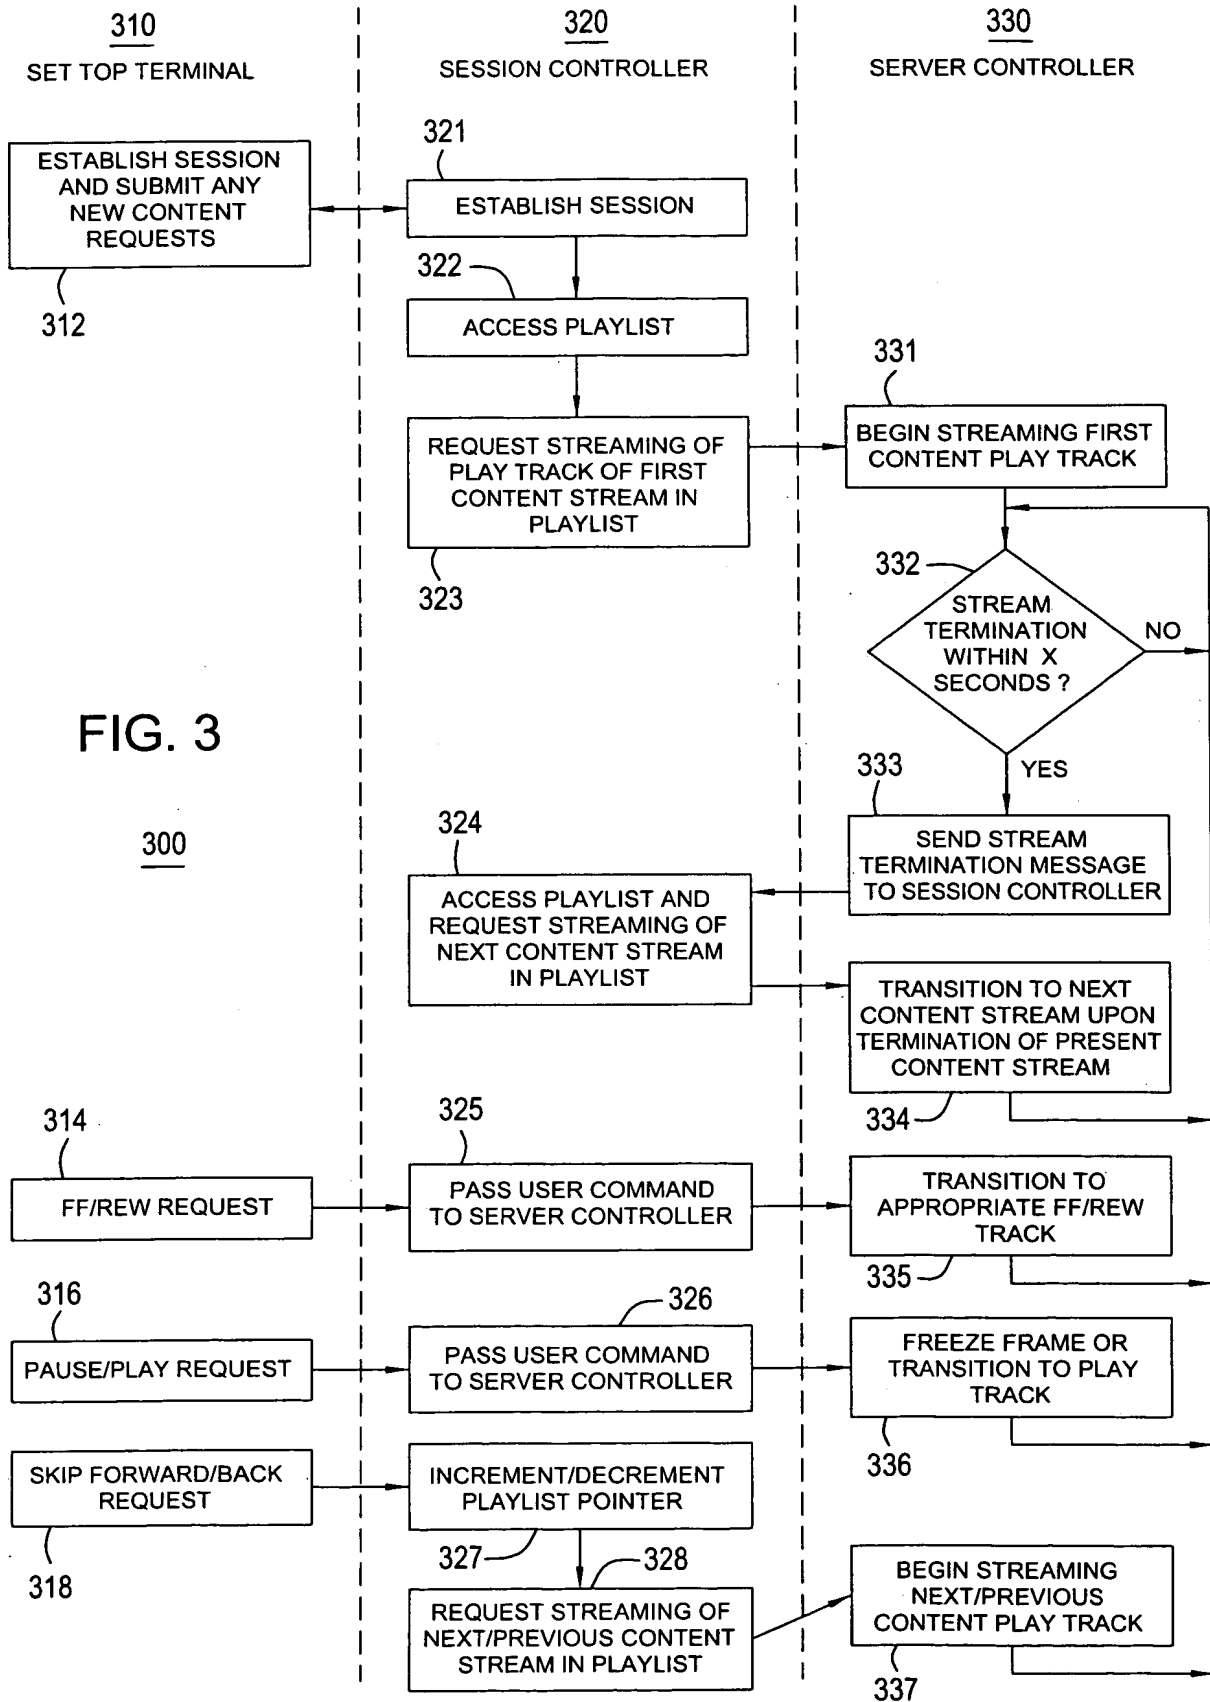 310
SET TOP TERMINAL
320
SESSION CONTROLLER
330
SERVER CONTROLLER
321
ESTABLISH SESSION
AND SUBMIT ANY
NEW CONTENT
REQUESTS
312
ESTABLISH SESSION
322
ACCESS PLAYLIST
331
REQUEST STREAMING OF
PLAY TRACK OF FIRST
CONTENT STREAM IN
PLAYLIST
323
BEGIN STREAMING FIRST
CONTENT PLAY TRACK
332
STREAM
TERMINATION
WITHIN X
SECONDS ?
NO
YES
FIG. 3
300
333
SEND STREAM
TERMINATION MESSAGE
TO SESSION CONTROLLER
324
ACCESS PLAYLIST AND
REQUEST STREAMING OF
NEXT CONTENT STREAM
IN PLAYLIST
TRANSITION TO NEXT
CONTENT STREAM UPON
TERMINATION OF PRESENT
CONTENT STREAM
334
314
FF/REW REQUEST
325
PASS USER COMMAND
TO SERVER CONTROLLER
TRANSITION TO
APPROPRIATE FF/REW
TRACK
335
316
PAUSE/PLAY REQUEST
326
PASS USER COMMAND
TO SERVER CONTROLLER
FREEZE FRAME OR
TRANSITION TO PLAY
TRACK
336
SKIP FORWARD/BACK
REQUEST
318
INCREMENT/DECREMENT
PLAYLIST POINTER
327
328
REQUEST STREAMING OF
NEXT/PREVIOUS CONTENT
STREAM IN PLAYLIST
BEGIN STREAMING
NEXT/PREVIOUS
CONTENT PLAY TRACK
337